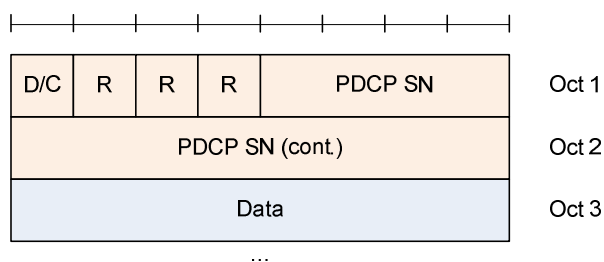 D/C R R R PDCP SN Oct 1
PDCP SN (cont.) Oct 2
Data Oct 3
...